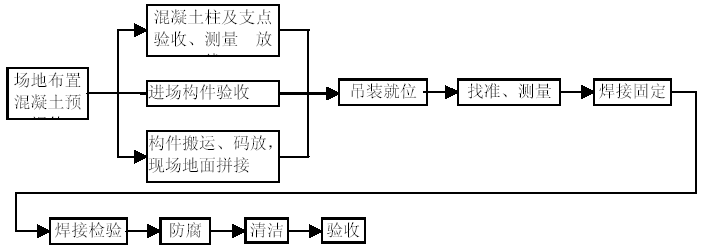 场地布置
混凝土预
混凝土柱及支点
验收、测量 放
进场构件验收
构件搬运、码放，
现场地面拼接
吊装就位
找准、测量
焊接固定
焊接检验
防腐
清洁
验收